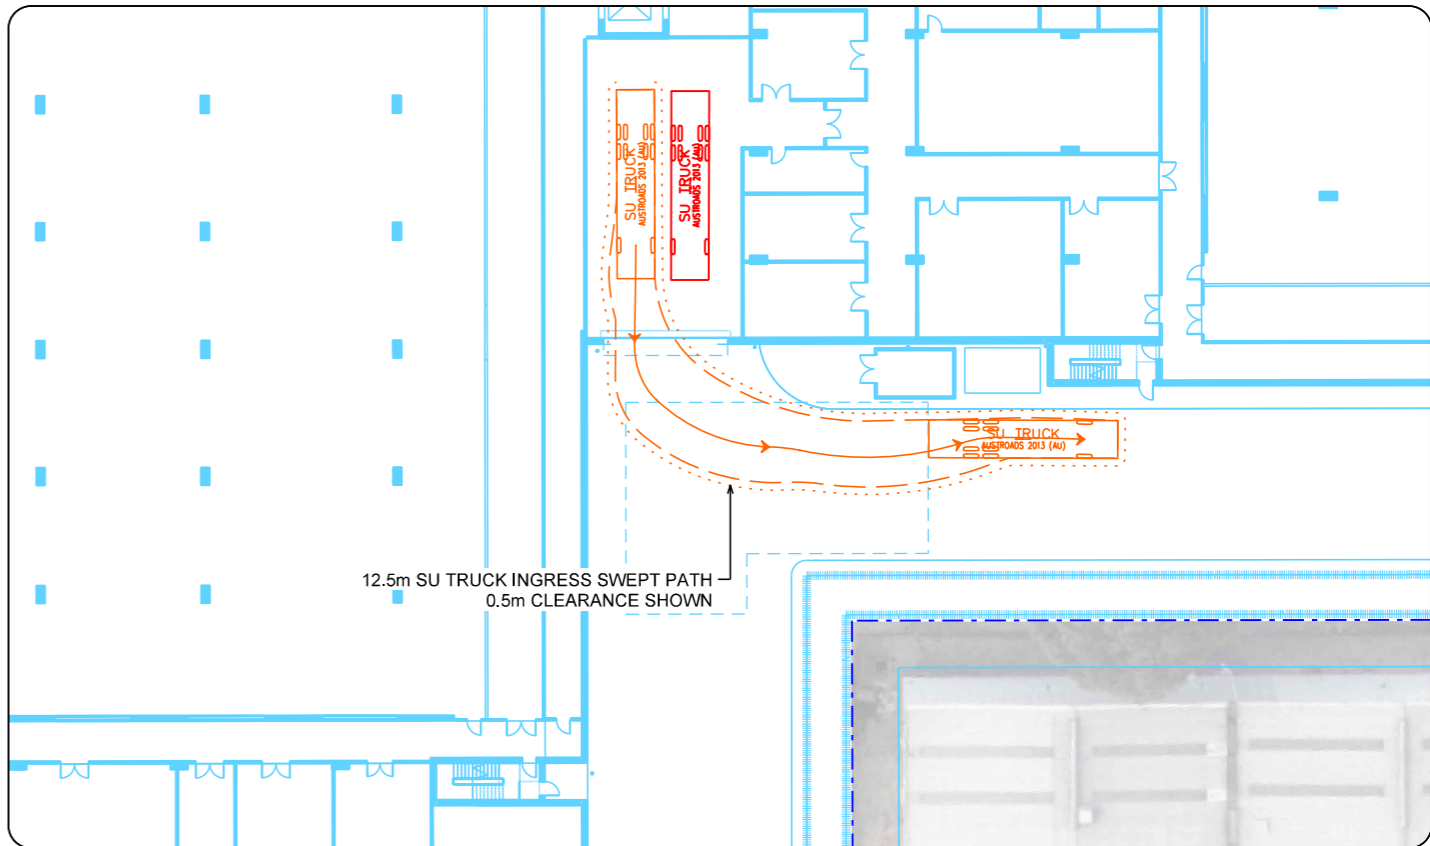 SU TRUCK
AUSTROADS 2013 (AU)
SU TRUCK
AUSTROADS 2013 (AU)
SU TRUCK
AUSTROADS 2013 (AU)
12.5m SU TRUCK INGRESS SWEPT PATH
0.5m CLEARANCE SHOWN